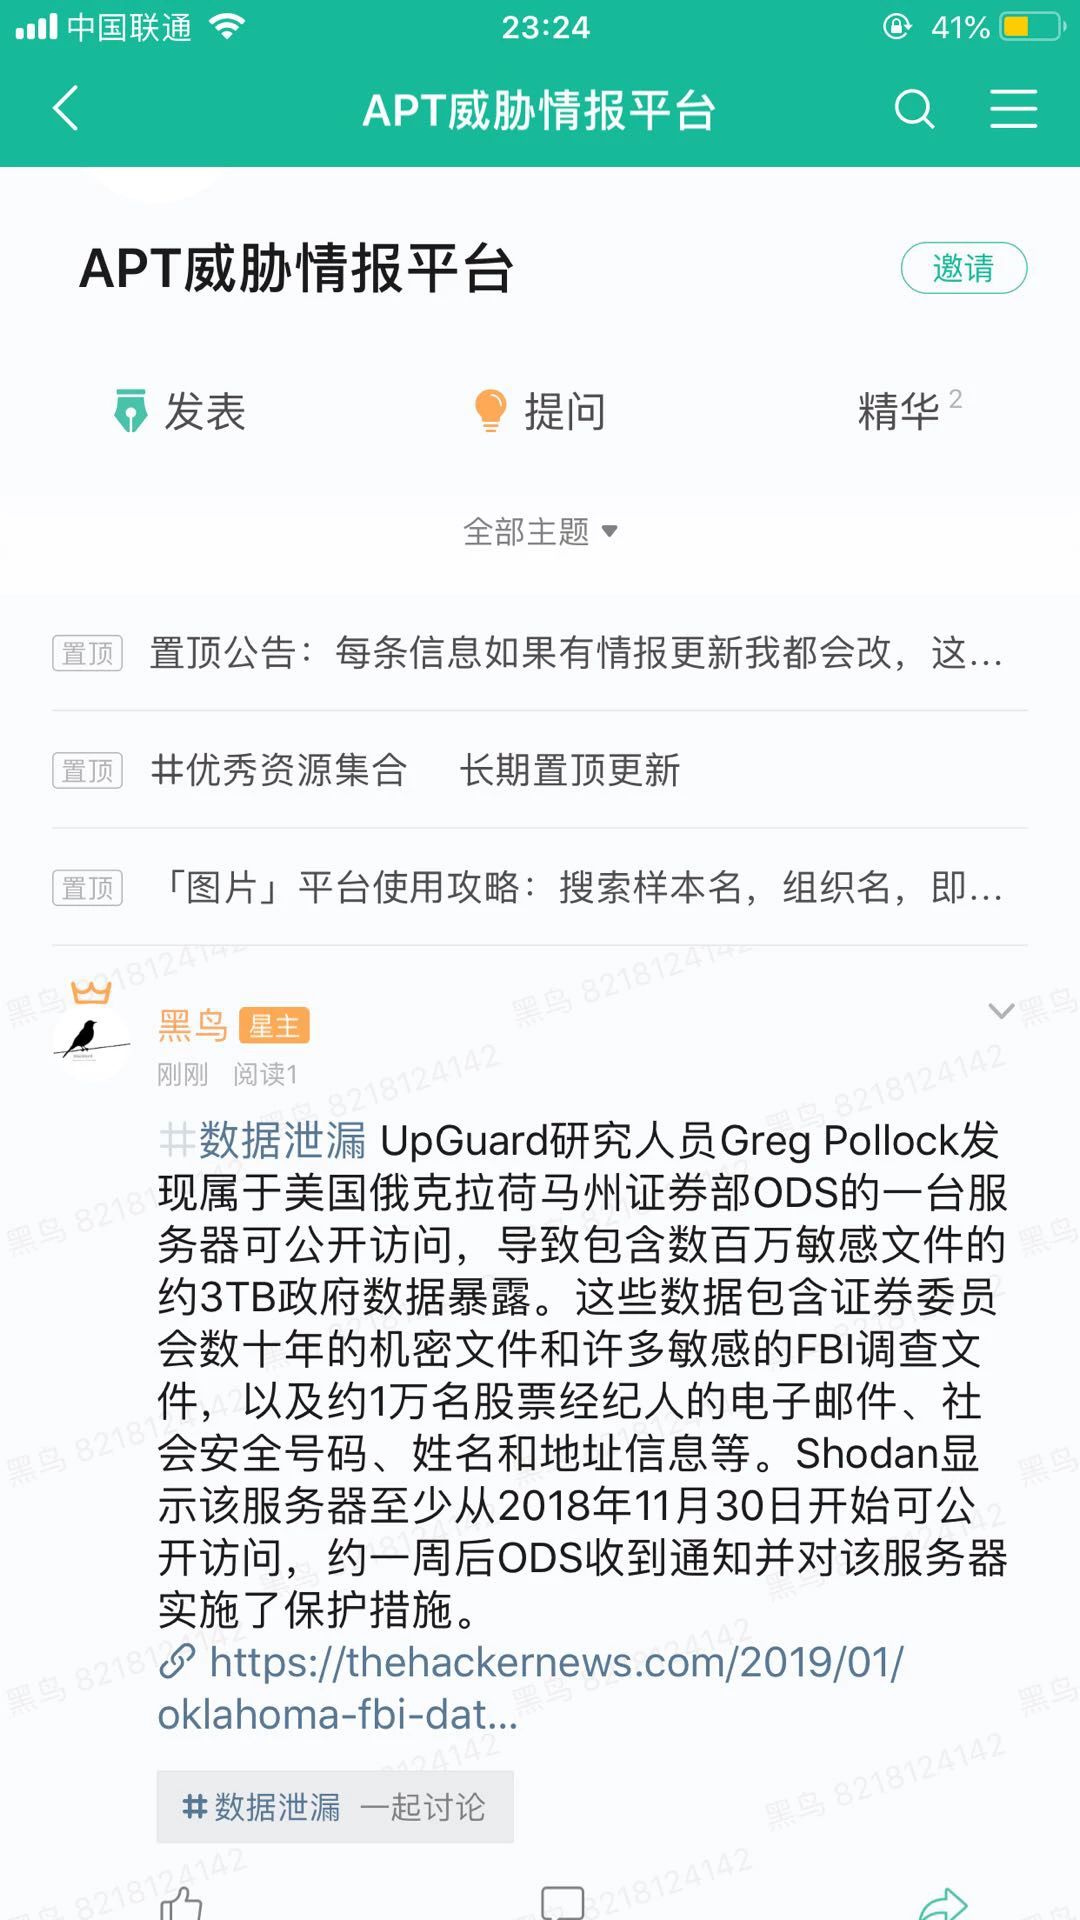 中国联通 23:24 41%
APT威胁情报平台
APT威胁情报平台 邀请
发表 提问 精华 2
全部主题
置顶 置顶公告：每条信息如果有情报更新我都会改，这...
置顶 #优秀资源集合 长期置顶更新
置顶 「图片」平台使用攻略：搜索样本名，组织名，即...
黑鸟 星主
刚刚 阅读1
#数据泄漏 UpGuard研究人员Greg Pollock发
现属于美国俄克拉荷马州证券部ODS的一台服
务器可公开访问，导致包含数百万敏感文件的
约3TB政府数据暴露。这些数据包含证券委员
会数十年的机密文件和许多敏感的FBI调查文
件，以及约1万名股票经纪人的电子邮件、社
会安全号码、姓名和地址信息等。Shodan显
示该服务器至少从2018年11月30日开始可公
开访问，约一周后ODS收到通知并对该服务器
实施了保护措施。
https://thehackernews.com/2019/01/
oklahoma-fbi-dat...
#数据泄漏 一起讨论
黑鸟 8218124142